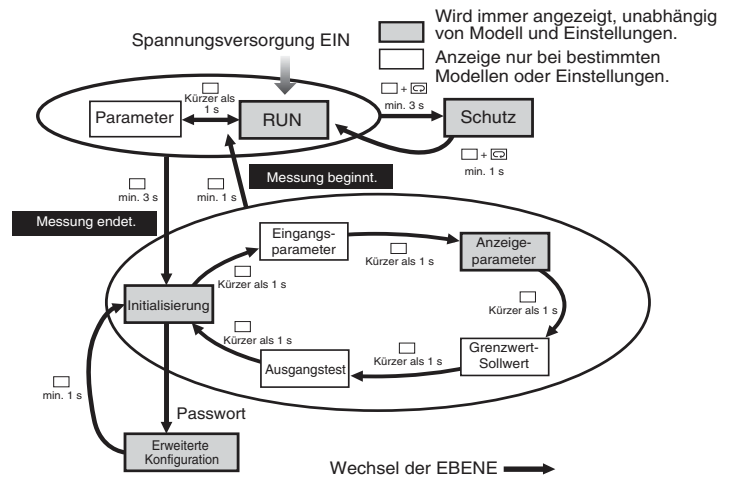 Wird immer angezeigt, unabhängig
von Modell und Einstellungen.
Spannungsversorgung EIN
Anzeige nur bei bestimmten
Modellen oder Einstellungen.
Kürzer als
1 s
Parameter
RUN
+
min. 3 s
Schutz
+
min. 1 s
min. 3 s
min. 1 s
Messung beginnt.
Messung endet.
Eingangs-
parameter
Kürzer als 1 s
Anzeige-
parameter
Kürzer als 1 s
Initialisierung
Kürzer als 1 s
Kürzer als 1 s
Kürzer als 1 s
Grenzwert-
Sollwert
Ausgangstest
min. 1 s
Passwort
Erweiterte
Konfiguration
Wechsel der EBENE